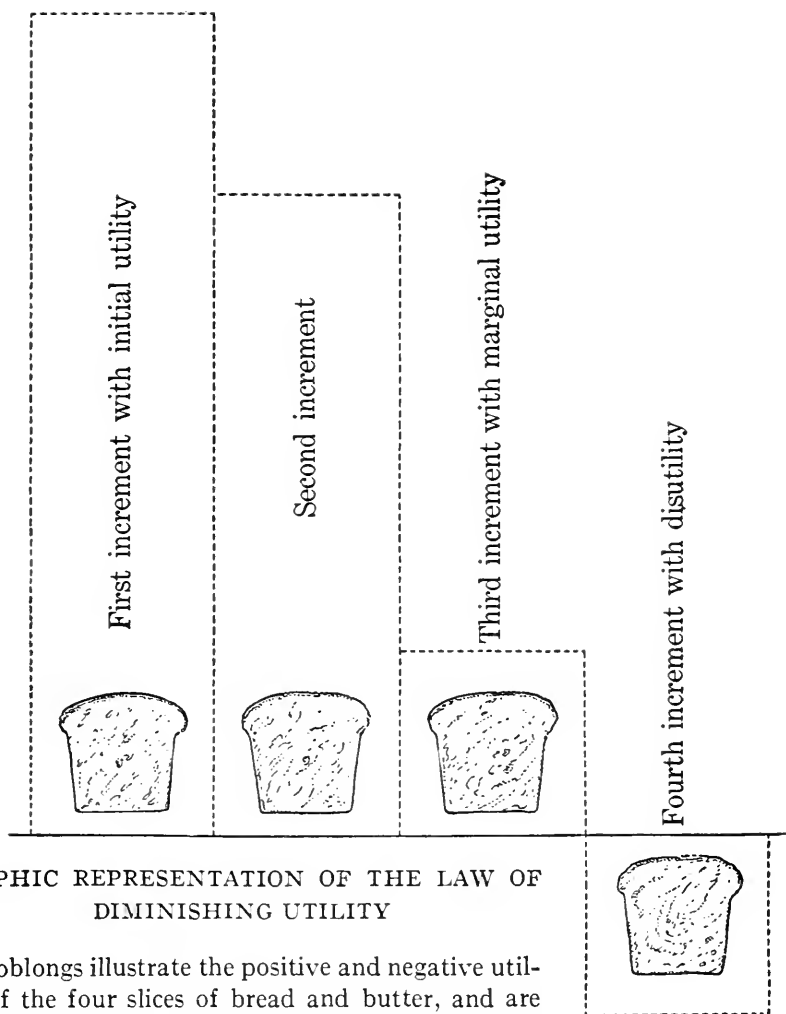 First increment with initial utility
Second increment
Third increment with marginal utility
Fourth increment with disutility
PHIC REPRESENTATION OF THE LAW OF
DIMINISHING UTILITY
oblongs illustrate the positive and negative util-
f the four slices of bread and butter, and are